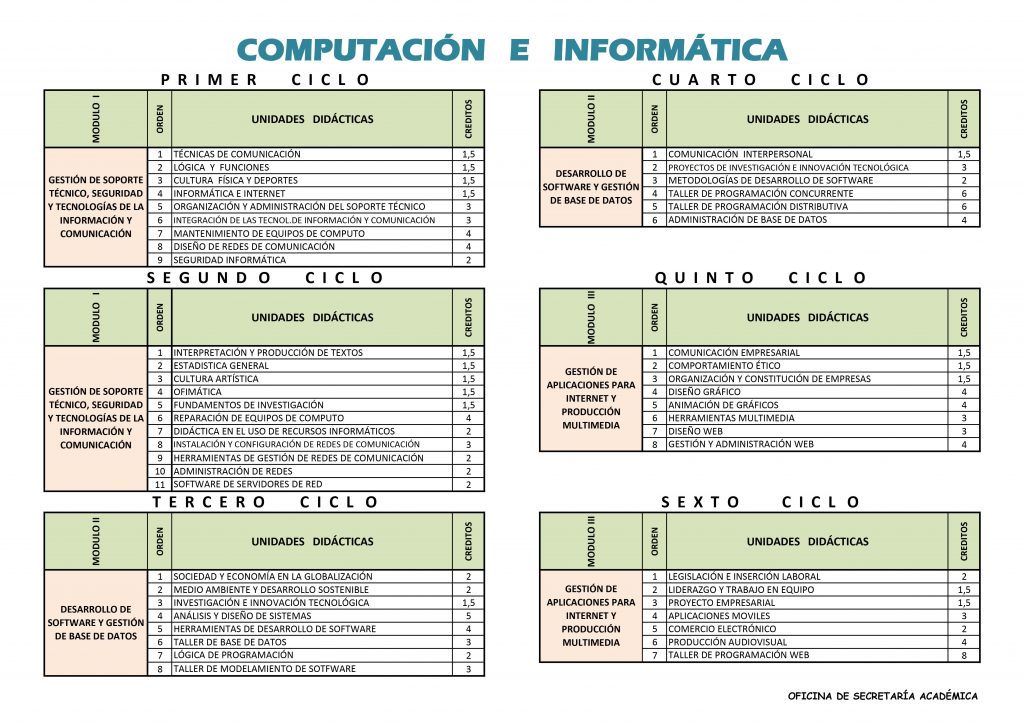 COMPUTACIÓN E INFORMÁTICA
PRIMER CICLO
MODULO I ORDEN UNIDADES DIDÁCTICAS CREDITOS
GESTIÓN DE SOPORTE
TÉCNICO, SEGURIDAD
Y TECNOLOGÍAS DE LA
INFORMACIÓN Y
COMUNICACIÓN
1 TÉCNICAS DE COMUNICACIÓN 1,5
2 LÓGICA Y FUNCIONES 1,5
3 CULTURA FÍSICA Y DEPORTES 1,5
4 INFORMÁTICA E INTERNET 1,5
5 ORGANIZACIÓN Y ADMINISTRACIÓN DEL SOPORTE TÉCNICO 3
6 INTEGRACIÓN DE LAS TECNOL.DE INFORMACIÓN Y COMUNICACIÓN 3
7 MANTENIMIENTO DE EQUIPOS DE COMPUTO 4
8 DISEÑO DE REDES DE COMUNICACIÓN 4
9 SEGURIDAD INFORMÁTICA 2
SEGUNDO CICLO
MODULO I ORDEN UNIDADES DIDÁCTICAS CREDITOS
GESTIÓN DE SOPORTE
TÉCNICO, SEGURIDAD
Y TECNOLOGÍAS DE LA
INFORMACIÓN Y
COMUNICACIÓN
1 INTERPRETACIÓN Y PRODUCCIÓN DE TEXTOS 1,5
2 ESTADISTICA GENERAL 1,5
3 CULTURA ARTÍSTICA 1,5
4 OFIMÁTICA 1,5
5 FUNDAMENTOS DE INVESTIGACIÓN 1,5
6 REPARACIÓN DE EQUIPOS DE COMPUTO 4
7 DIDÁCTICA EN EL USO DE RECURSOS INFORMÁTICOS 2
8 INSTALACIÓN Y CONFIGURACIÓN DE REDES DE COMUNICACIÓN 3
9 HERRAMIENTAS DE GESTIÓN DE REDES DE COMUNICACIÓN 2
10 ADMINISTRACIÓN DE REDES 2
11 SOFTWARE DE SERVIDORES DE RED 2
TERCERO CICLO
MODULO II ORDEN UNIDADES DIDÁCTICAS CREDITOS
DESARROLLO DE
SOFTWARE Y GESTIÓN
DE BASE DE DATOS
1 SOCIEDAD Y ECONOMÍA EN LA GLOBALIZACIÓN 2
2 MEDIO AMBIENTE Y DESARROLLO SOSTENIBLE 2
3 INVESTIGACIÓN E INNOVACIÓN TECNOLÓGICA 1,5
4 ANÁLISIS Y DISEÑO DE SISTEMAS 5
5 HERRAMIENTAS DE DESARROLLO DE SOFTWARE 4
6 TALLER DE BASE DE DATOS 3
7 LÓGICA DE PROGRAMACIÓN 2
8 TALLER DE MODELAMIENTO DE SOTFWARE 3
CUARTO CICLO
MODULO II ORDEN UNIDADES DIDÁCTICAS CREDITOS
DESARROLLO DE
SOFTWARE Y GESTIÓN
DE BASE DE DATOS
1 COMUNICACIÓN INTERPERSONAL 1,5
2 PROYECTOS DE INVESTIGACIÓN E INNOVACIÓN TECNOLÓGICA 3
3 METODOLOGÍAS DE DESARROLLO DE SOFTWARE 2
4 TALLER DE PROGRAMACIÓN CONCURRENTE 6
5 TALLER DE PROGRAMACIÓN DISTRIBUTIVA 6
6 ADMINISTRACIÓN DE BASE DE DATOS 4
QUINTO CICLO
MODULO III ORDEN UNIDADES DIDÁCTICAS CREDITOS
GESTIÓN DE
APLICACIONES PARA
INTERNET Y
PRODUCCIÓN
MULTIMEDIA
1 COMUNICACIÓN EMPRESARIAL 1,5
2 COMPORTAMIENTO ÉTICO 1,5
3 ORGANIZACIÓN Y CONSTITUCIÓN DE EMPRESAS 1,5
4 DISEÑO GRÁFICO 4
5 ANIMACIÓN DE GRÁFICOS 4
6 HERRAMIENTAS MULTIMEDIA 3
7 DISEÑO WEB 3
8 GESTIÓN Y ADMINISTRACIÓN WEB 4
SEXTO CICLO
MODULO III ORDEN UNIDADES DIDÁCTICAS CREDITOS
GESTIÓN DE
APLICACIONES PARA
INTERNET Y
PRODUCCIÓN
MULTIMEDIA
1 LEGISLACIÓN E INSERCIÓN LABORAL 2
2 LIDERAZGO Y TRABAJO EN EQUIPO 1,5
3 PROYECTO EMPRESARIAL 1,5
4 APLICACIONES MOVILES 3
5 COMERCIO ELECTRÓNICO 2
6 PRODUCCIÓN AUDIOVISUAL 4
7 TALLER DE PROGRAMACIÓN WEB 8
OFICINA DE SECRETARÍA ACADÉMICA